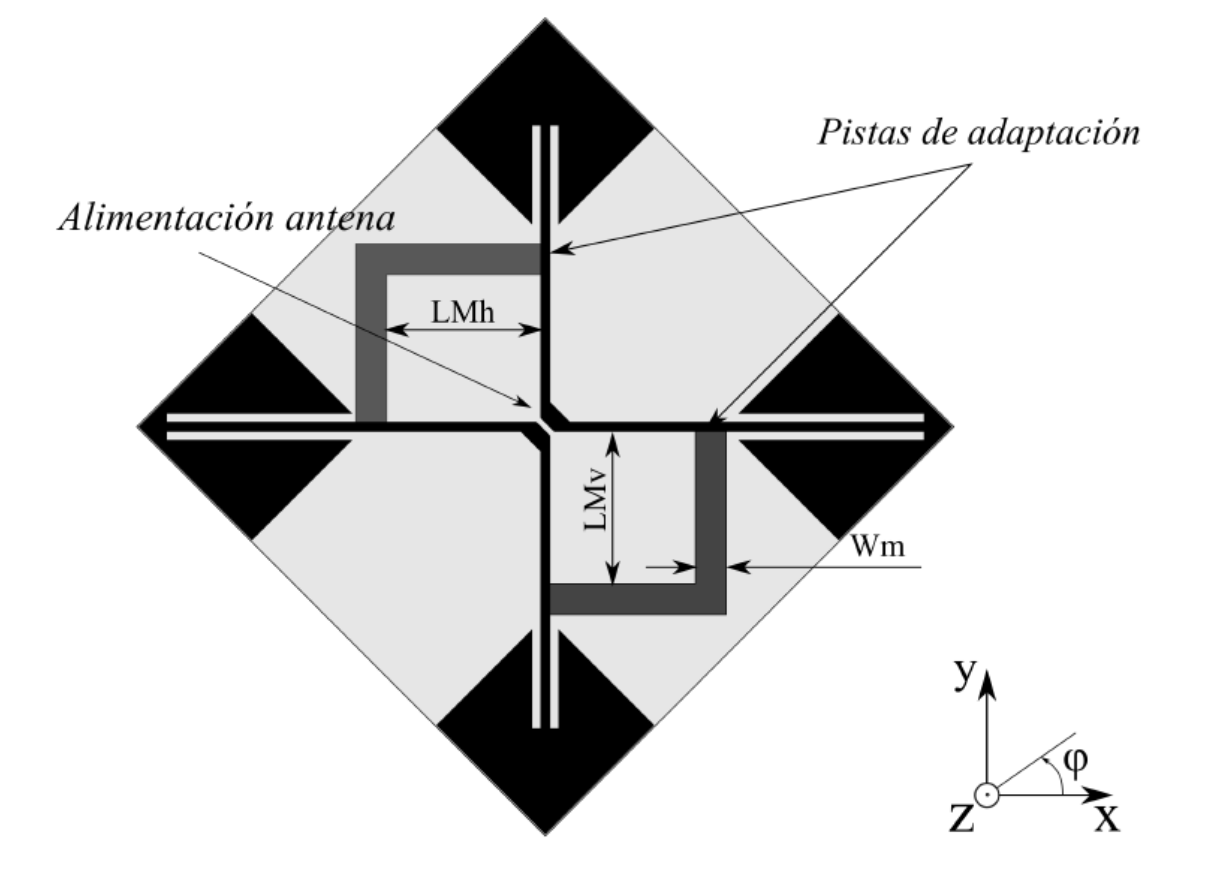 Pistas de adaptación
Alimentación antena
LMh
LMv
Wm
y
φ
z
x